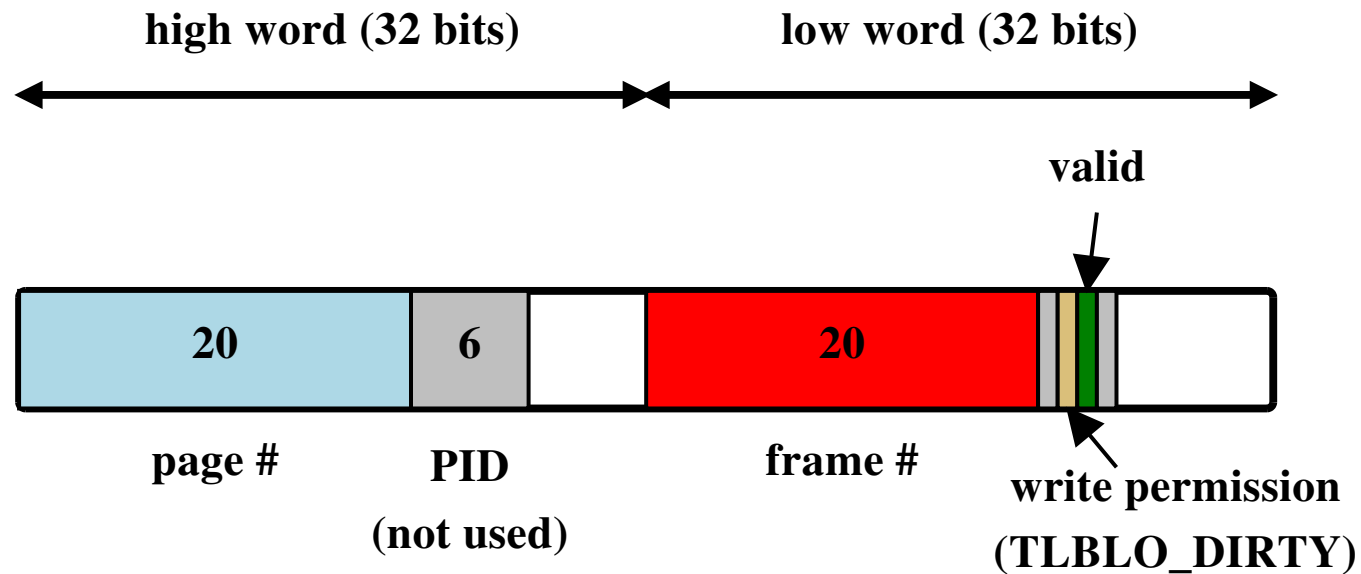 high word (32 bits)
low word (32 bits)
valid
20
6
20
page #
PID
(not used)
frame #
write permission
(TLBLO_DIRTY)